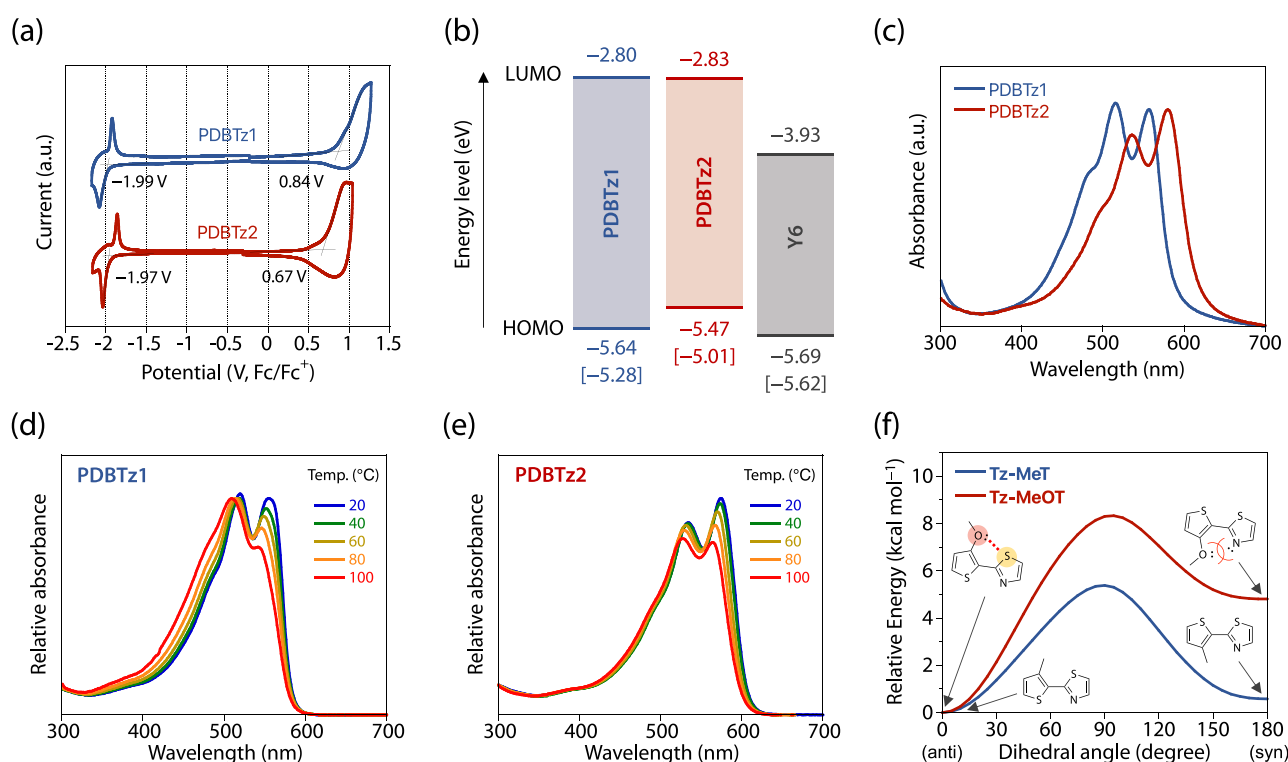 (a)
Current (a.u.)
PDBTz1
−1.99 V
0.84 V
PDBTz2
−1.97 V
0.67 V
-2.5 -2 -1.5 -1 -0.5 0 0.5 1 1.5
Potential (V, Fc/Fc⁺)
(b)
Energy level (eV)
LUMO
HOMO
−2.80
PDBTz1
−5.64
[−5.28]
−2.83
PDBTz2
−5.47
[−5.01]
−3.93
Y6
−5.69
[−5.62]
(c)
Absorbance (a.u.)
PDBTz1
PDBTz2
300 400 500 600 700
Wavelength (nm)
(d)
Relative absorbance
PDBTz1
Temp. (°C)
20
40
60
80
100
300 400 500 600 700
Wavelength (nm)
(e)
Relative absorbance
PDBTz2
Temp. (°C)
20
40
60
80
100
300 400 500 600 700
Wavelength (nm)
(f)
Relative Energy (kcal mol⁻¹)
10
8
6
4
2
0
Tz-MeT
Tz-MeOT
O
S
S
N
S
S
N
S
S
O
N
S
S
N
0 30 60 90 120 150 180
(anti) Dihedral angle (degree) (syn)